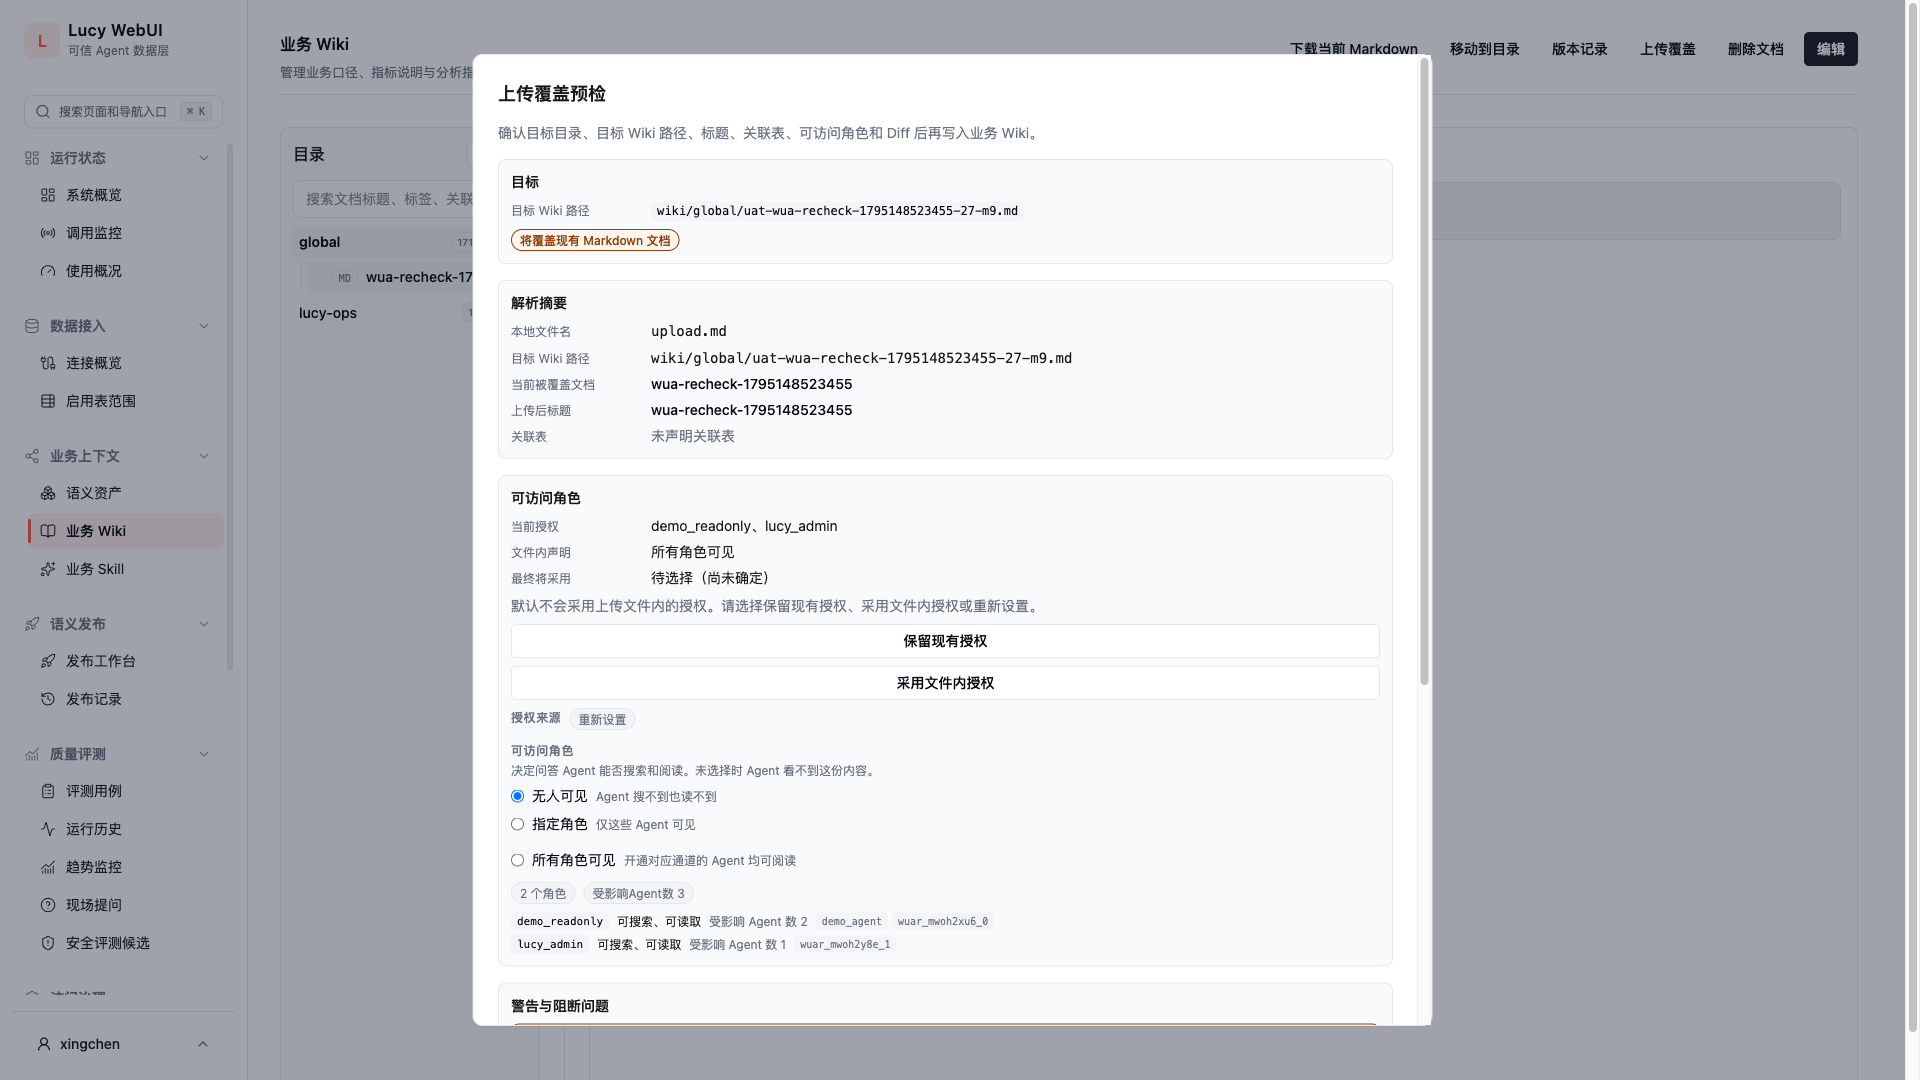 L
Lucy WebUI
可信 Agent 数据层
搜索页面和导航入口 ⌘ K
运行状态
系统概览
调用监控
使用概况
数据接入
连接概览
启用表范围
业务上下文
语义资产
业务 Wiki
业务 Skill
语义发布
发布工作台
发布记录
质量评测
评测用例
运行历史
趋势监控
现场提问
安全评测候选
xingchen
业务 Wiki
管理业务口径、指标说明与分析指
下载当前 Markdown 移动到目录 版本记录 上传覆盖 删除文档 编辑
目录
搜索文档标题、标签、关联
global 171
MD wua-recheck-17
lucy-ops 1
上传覆盖预检
确认目标目录、目标 Wiki 路径、标题、关联表、可访问角色和 Diff 后再写入业务 Wiki。
目标
目标 Wiki 路径 wiki/global/uat-wua-recheck-1795148523455-27-m9.md
将覆盖现有 Markdown 文档
解析摘要
本地文件名 upload.md
目标 Wiki 路径 wiki/global/uat-wua-recheck-1795148523455-27-m9.md
当前被覆盖文档 wua-recheck-1795148523455
上传后标题 wua-recheck-1795148523455
关联表 未声明关联表
可访问角色
当前授权 demo_readonly、lucy_admin
文件内声明 所有角色可见
最终将采用 待选择（尚未确定）
默认不会采用上传文件内的授权。请选择保留现有授权、采用文件内授权或重新设置。
保留现有授权
采用文件内授权
授权来源 重新设置
可访问角色
决定问答 Agent 能否搜索和阅读。未选择时 Agent 看不到这份内容。
无人可见 Agent 搜不到也读不到
指定角色 仅这些 Agent 可见
所有角色可见 开通对应通道的 Agent 均可阅读
2 个角色 受影响Agent数 3
demo_readonly 可搜索、可读取 受影响 Agent 数 2 demo_agent wuar_mwoh2xu6_0
lucy_admin 可搜索、可读取 受影响 Agent 数 1 wuar_mwoh2y8e_1
警告与阻断问题